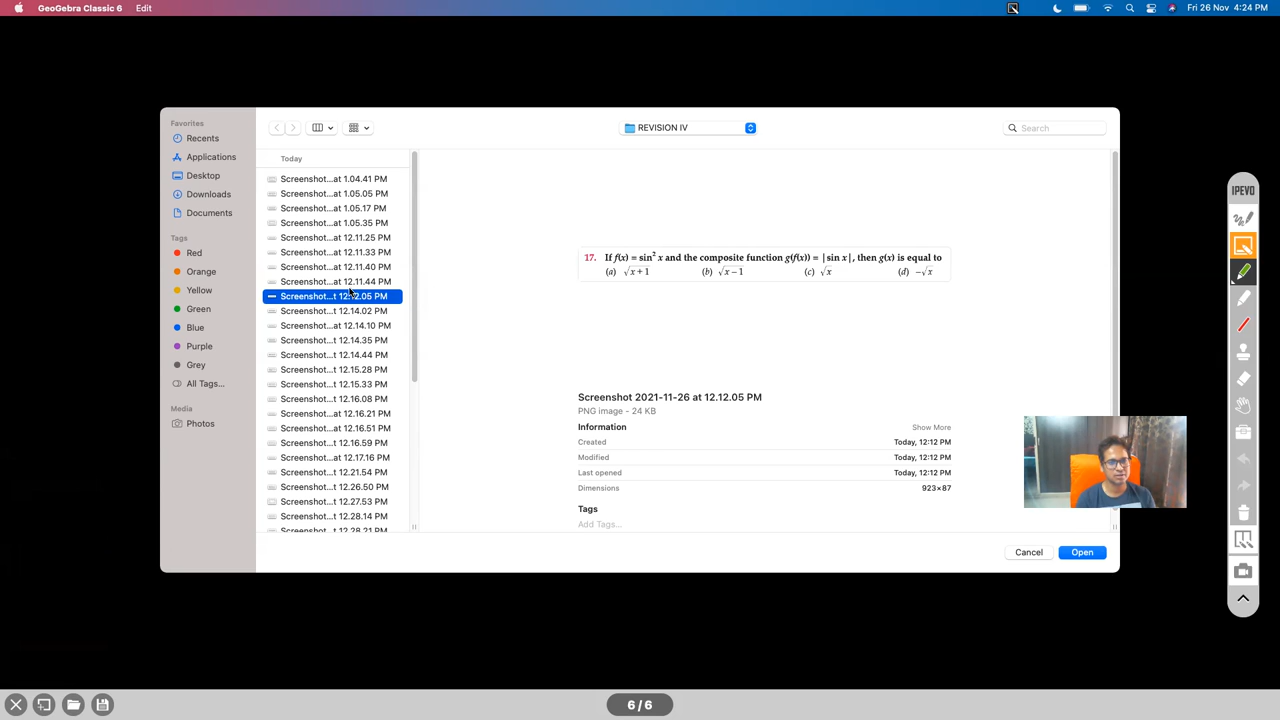 GeoGebra Classic 6 Edit Fri 26 Nov 4:24 PM
Favorites
Recents
Applications
Desktop
Downloads
Documents
Tags
Red
Orange
Yellow
Green
Blue
Purple
Grey
All Tags...
Media
Photos
REVISION IV
Search
Today
Screenshot...at 1.04.41 PM
Screenshot...at 1.05.05 PM
Screenshot...at 1.05.17 PM
Screenshot...at 1.05.35 PM
Screenshot...at 12.11.25 PM
Screenshot...at 12.11.33 PM
Screenshot...at 12.11.40 PM
Screenshot...at 12.11.44 PM
Screenshot...t 12.12.05 PM
Screenshot...t 12.14.02 PM
Screenshot...at 12.14.10 PM
Screenshot...t 12.14.35 PM
Screenshot...t 12.14.44 PM
Screenshot...t 12.15.28 PM
Screenshot...t 12.15.33 PM
Screenshot...t 12.16.08 PM
Screenshot...at 12.16.21 PM
Screenshot...at 12.16.51 PM
Screenshot...t 12.16.59 PM
Screenshot...at 12.17.16 PM
Screenshot...t 12.21.54 PM
Screenshot...t 12.26.50 PM
Screenshot...t 12.27.53 PM
Screenshot...t 12.28.14 PM
Screenshot...t 12.28.21 PM
17. If f(x) = sin² x and the composite function g(f(x)) = |sin x|, then g(x) is equal to
(a) √x+1 (b) √x−1 (c) √x (d) −√x
Screenshot 2021-11-26 at 12.12.05 PM
PNG image - 24 KB
Information Show More
Created Today, 12:12 PM
Modified Today, 12:12 PM
Last opened Today, 12:12 PM
Dimensions 923×87
Tags
Add Tags...
Cancel Open
IPEVO
6 / 6